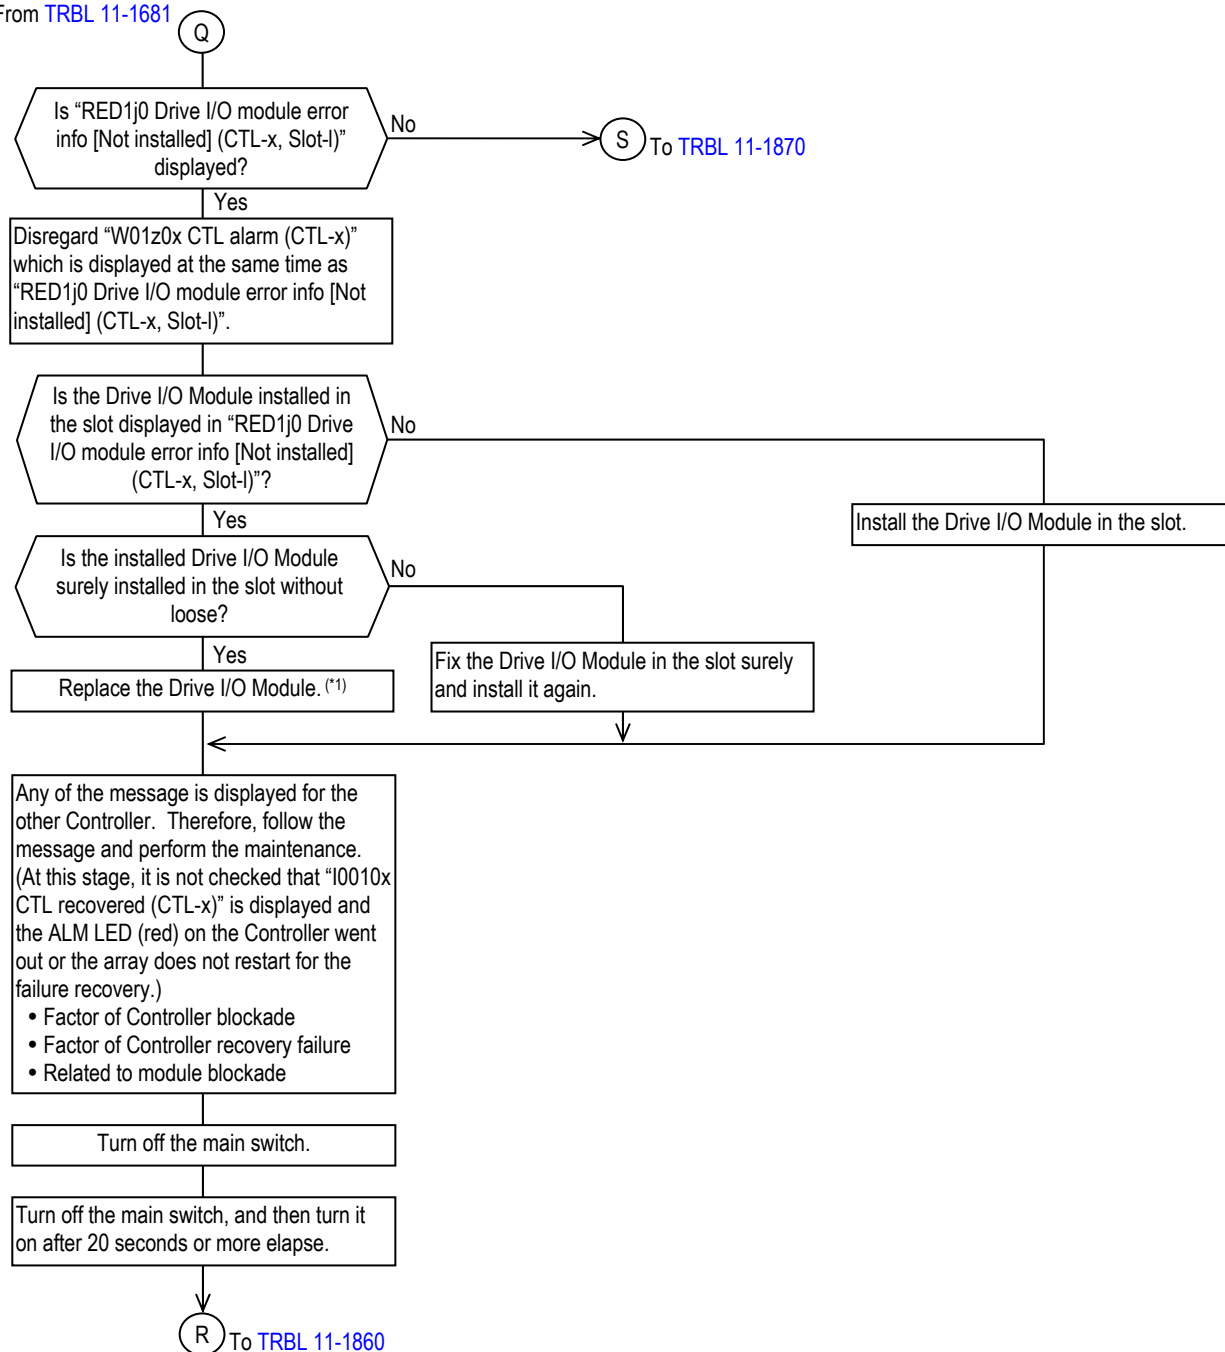 From TRBL 11-1681
Q
Is “RED1j0 Drive I/O module error
info [Not installed] (CTL-x, Slot-l)”
displayed?
No
S
To TRBL 11-1870
Yes
Disregard “W01z0x CTL alarm (CTL-x)”
which is displayed at the same time as
“RED1j0 Drive I/O module error info [Not
installed] (CTL-x, Slot-l)”.
Is the Drive I/O Module installed in
the slot displayed in “RED1j0 Drive
I/O module error info [Not installed]
(CTL-x, Slot-l)”?
No
Install the Drive I/O Module in the slot.
Yes
Is the installed Drive I/O Module
surely installed in the slot without
loose?
No
Fix the Drive I/O Module in the slot surely
and install it again.
Yes
Replace the Drive I/O Module. (*1)
Any of the message is displayed for the
other Controller. Therefore, follow the
message and perform the maintenance.
(At this stage, it is not checked that “I0010x
CTL recovered (CTL-x)” is displayed and
the ALM LED (red) on the Controller went
out or the array does not restart for the
failure recovery.)
• Factor of Controller blockade
• Factor of Controller recovery failure
• Related to module blockade
Turn off the main switch.
Turn off the main switch, and then turn it
on after 20 seconds or more elapse.
R
To TRBL 11-1860